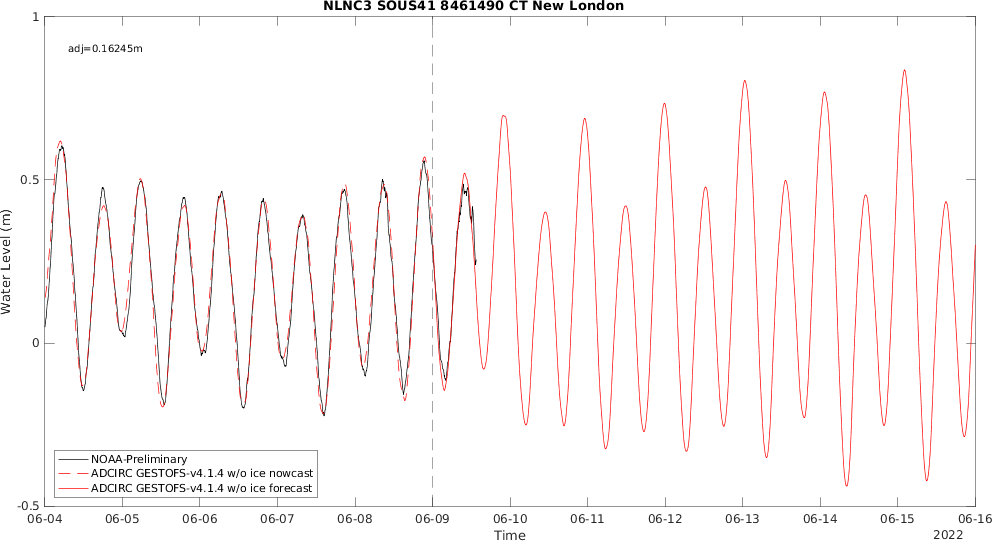 NLNC3 SOUS41 8461490 CT New London
adj=0.16245m
1
0.5
0
-0.5
Water Level (m)
NOAA-Preliminary
ADCIRC GESTOFS-v4.1.4 w/o ice nowcast
ADCIRC GESTOFS-v4.1.4 w/o ice forecast
06-04 06-05 06-06 06-07 06-08 06-09 06-10 06-11 06-12 06-13 06-14 06-15 06-16
Time
2022